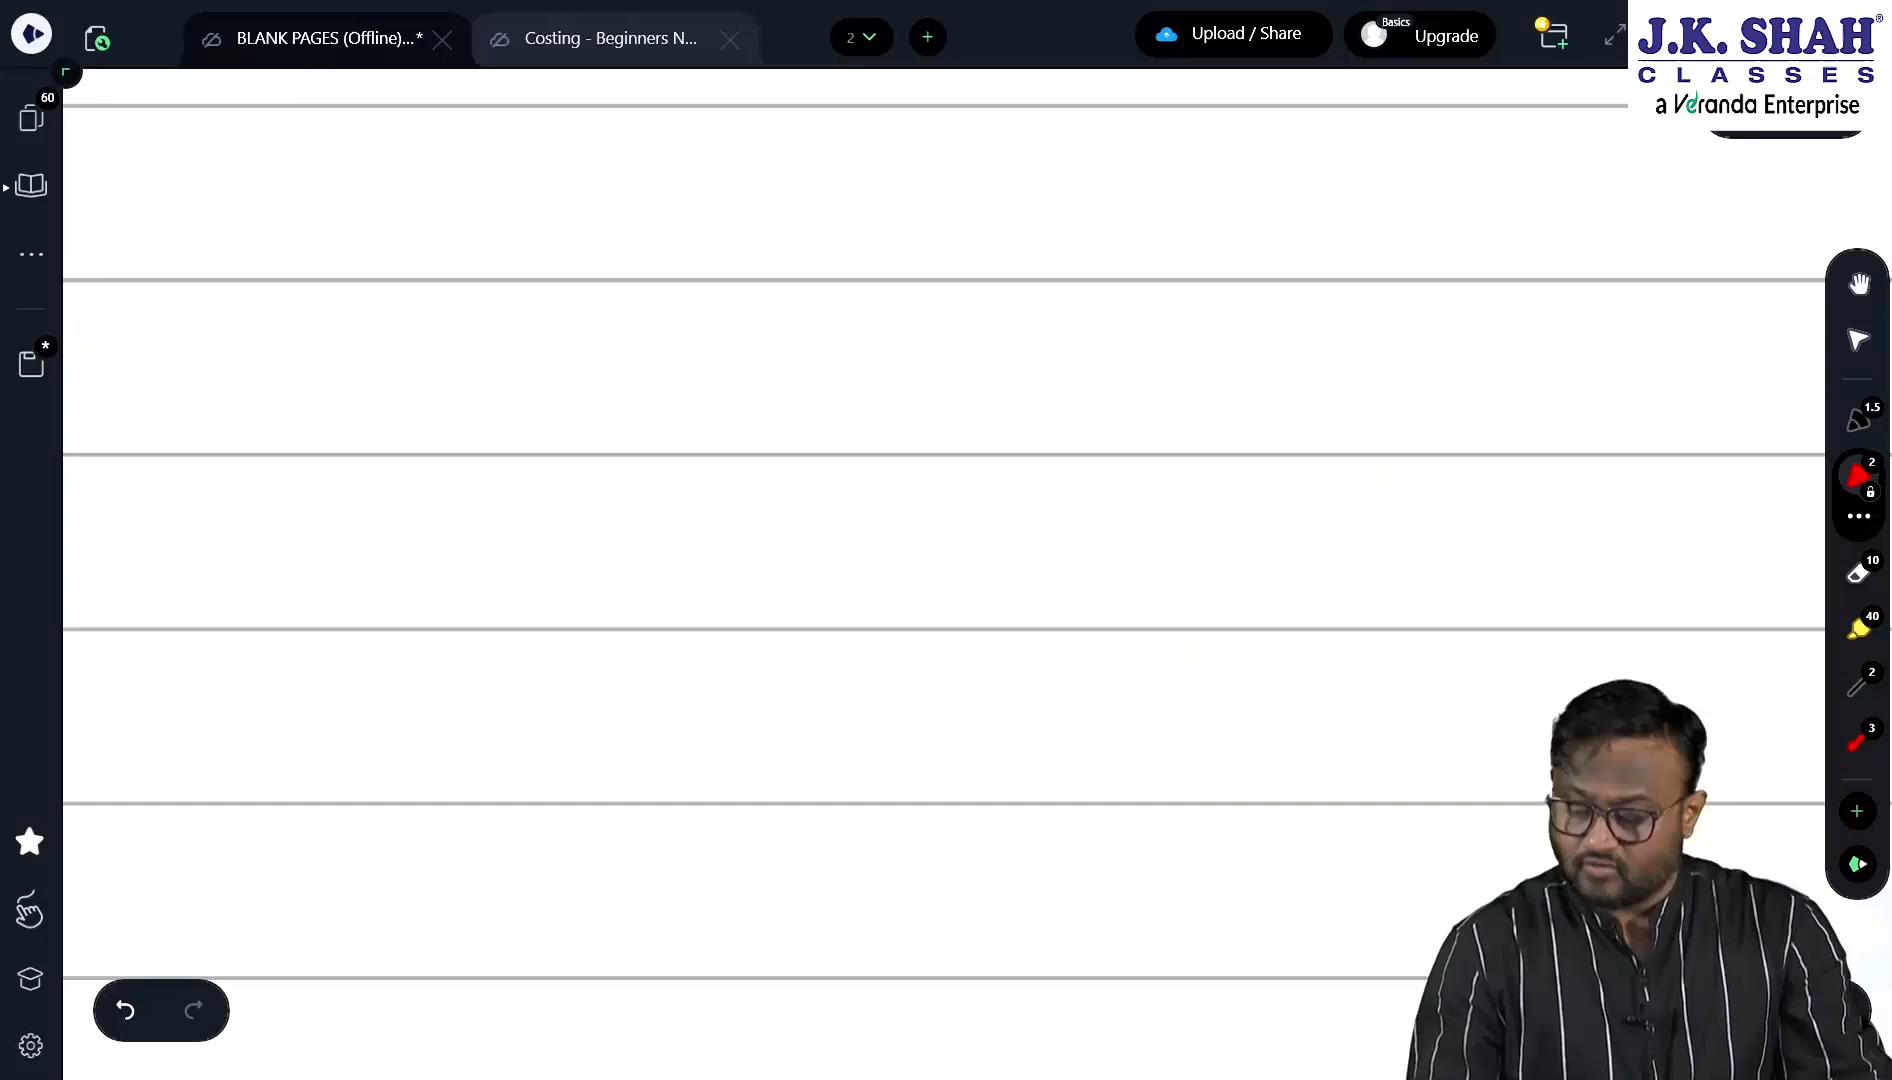 BLANK PAGES (Offline)...*
Costing - Beginners N...
2
Upload / Share
Basics
Upgrade
J.K. SHAH®
CLASSES
a Veranda Enterprise
60
*
1.5
2
10
40
2
3